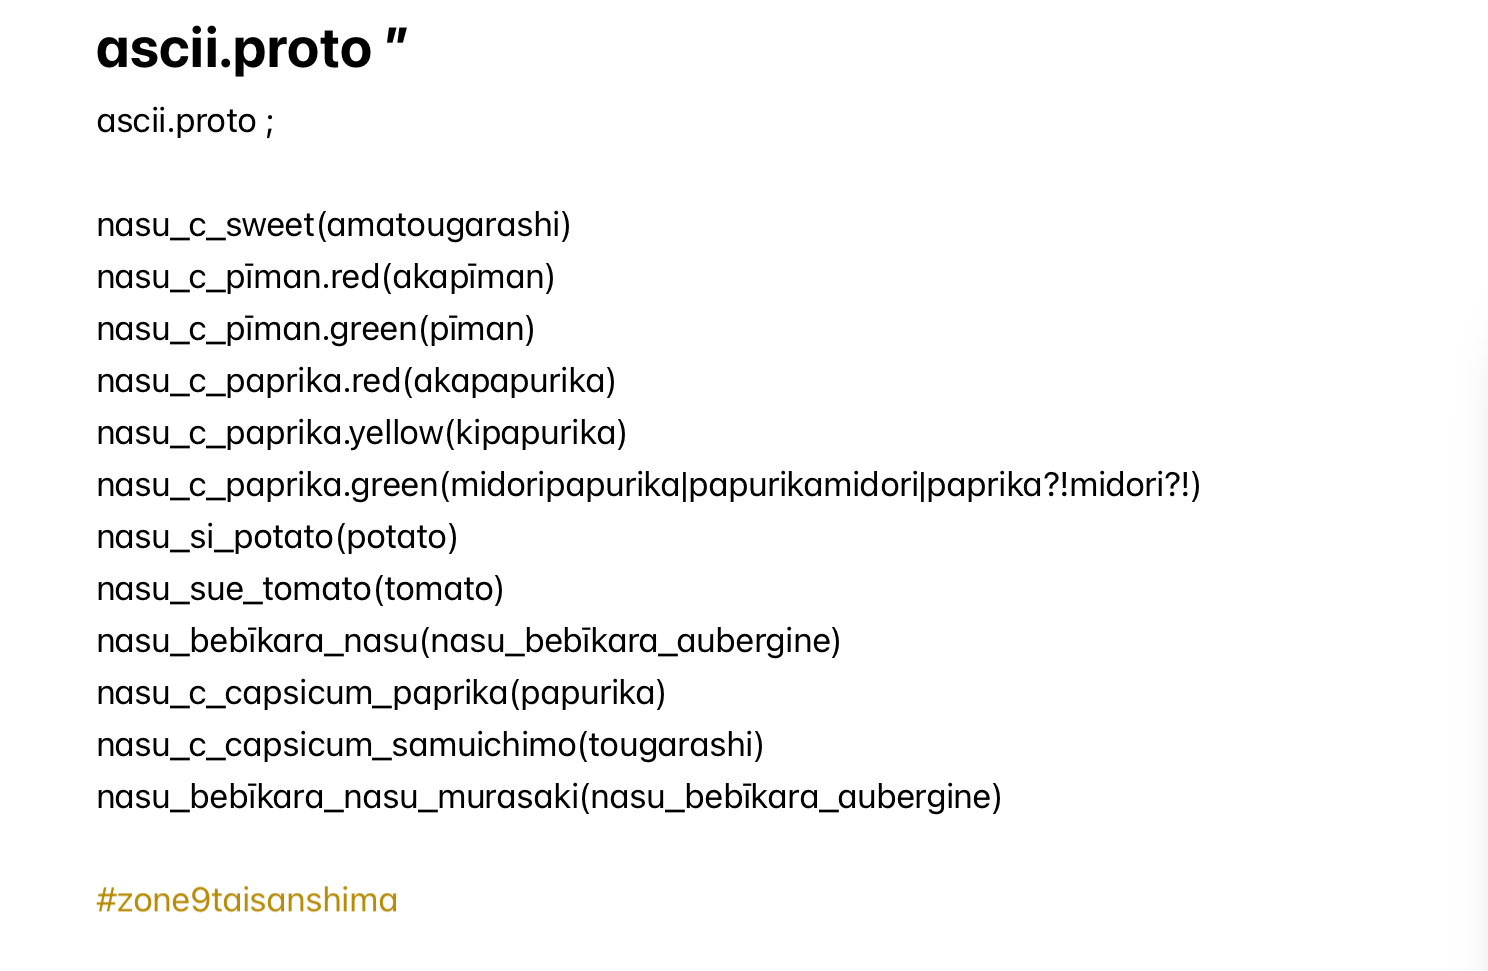 ascii.proto ”
ascii.proto ;
nasu_c_sweet(amatougarashi)
nasu_c_pīman.red(akapīman)
nasu_c_pīman.green(pīman)
nasu_c_paprika.red(akapapurika)
nasu_c_paprika.yellow(kipapurika)
nasu_c_paprika.green(midoripapurika|papurikamidori|paprika?!midori?!)
nasu_si_potato(potato)
nasu_sue_tomato(tomato)
nasu_bebīkara_nasu(nasu_bebīkara_aubergine)
nasu_c_capsicum_paprika(papurika)
nasu_c_capsicum_samuichimo(tougarashi)
nasu_bebīkara_nasu_murasaki(nasu_bebīkara_aubergine)
#zone9taisanshima